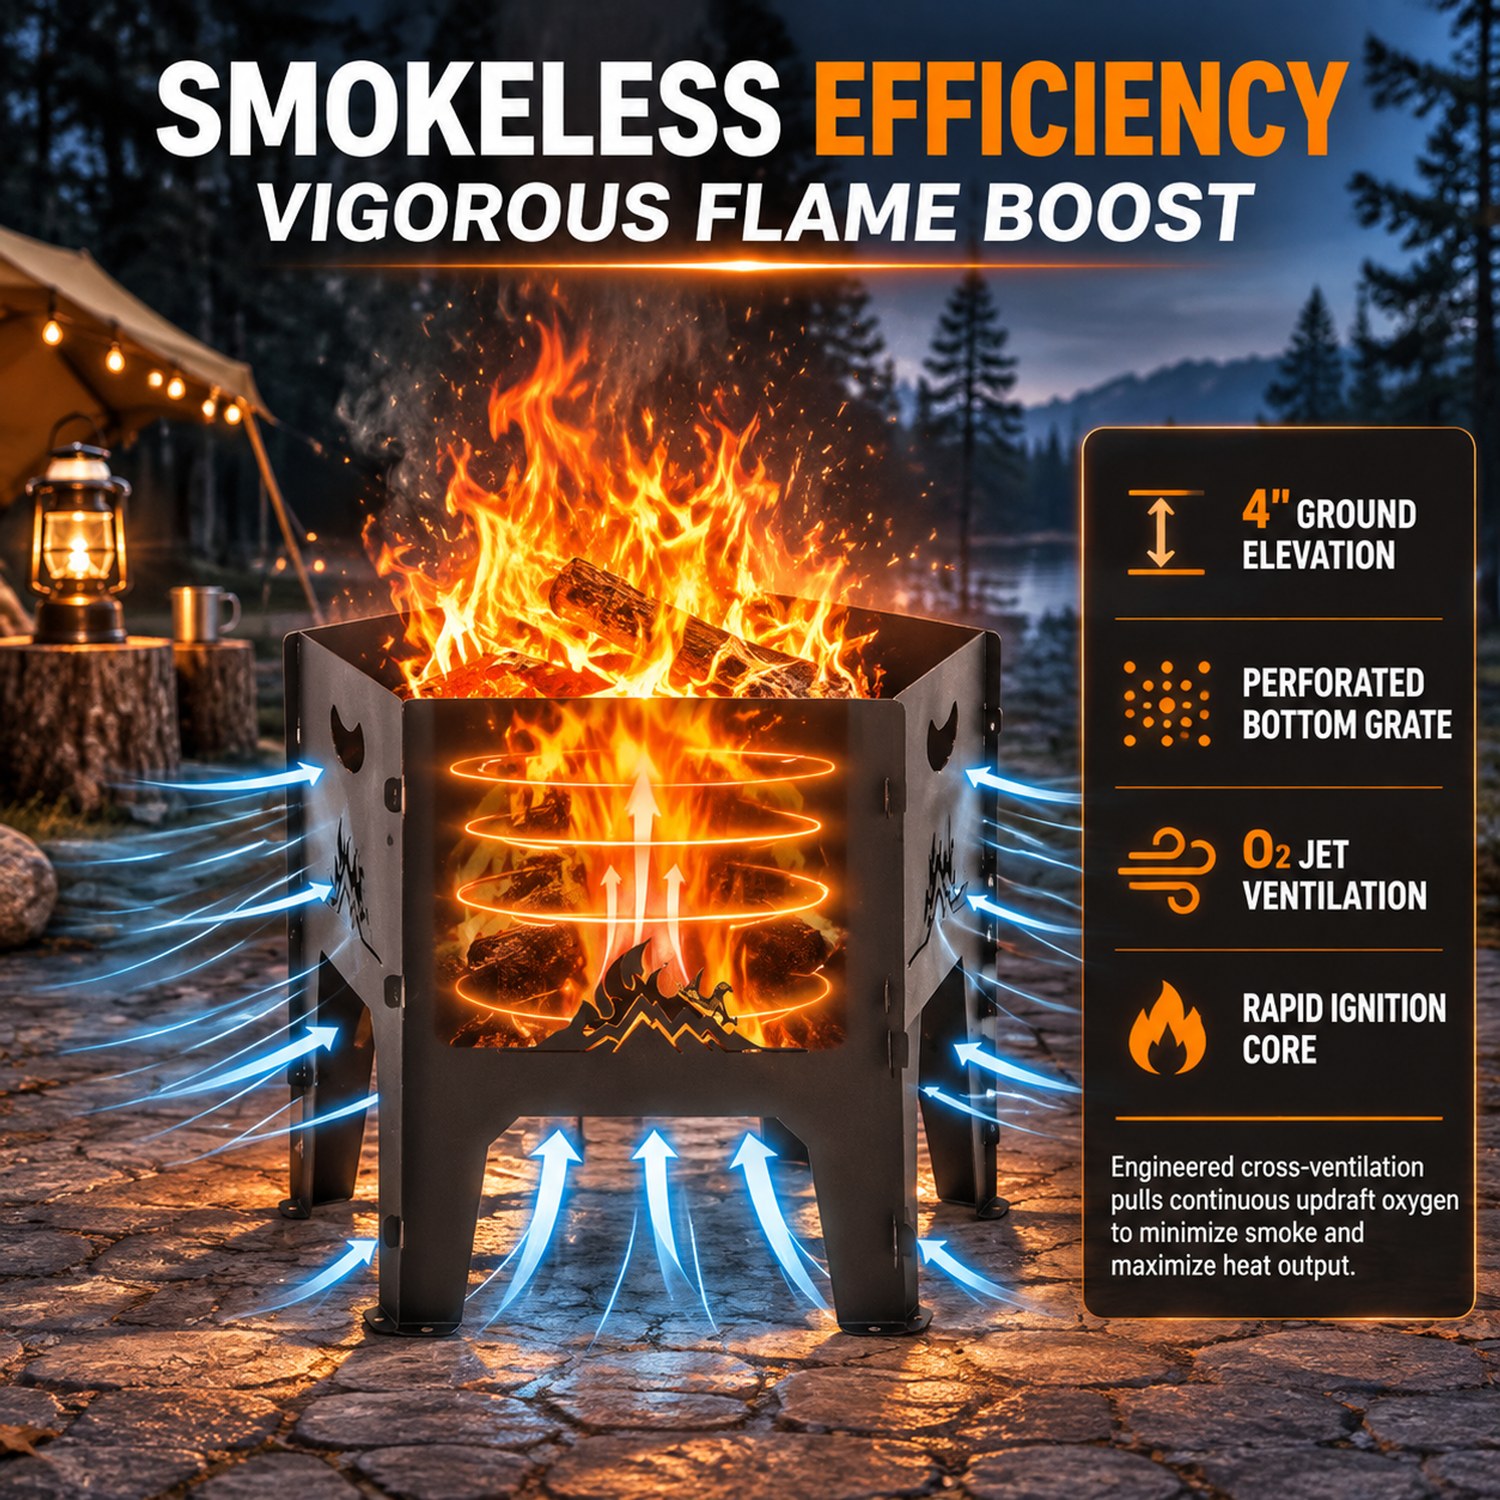 SMOKELESS EFFICIENCY
VIGOROUS FLAME BOOST
4" GROUND
ELEVATION
PERFORATED
BOTTOM GRATE
O₂ JET
VENTILATION
RAPID IGNITION
CORE
Engineered cross-ventilation
pulls continuous updraft oxygen
to minimize smoke and
maximize heat output.